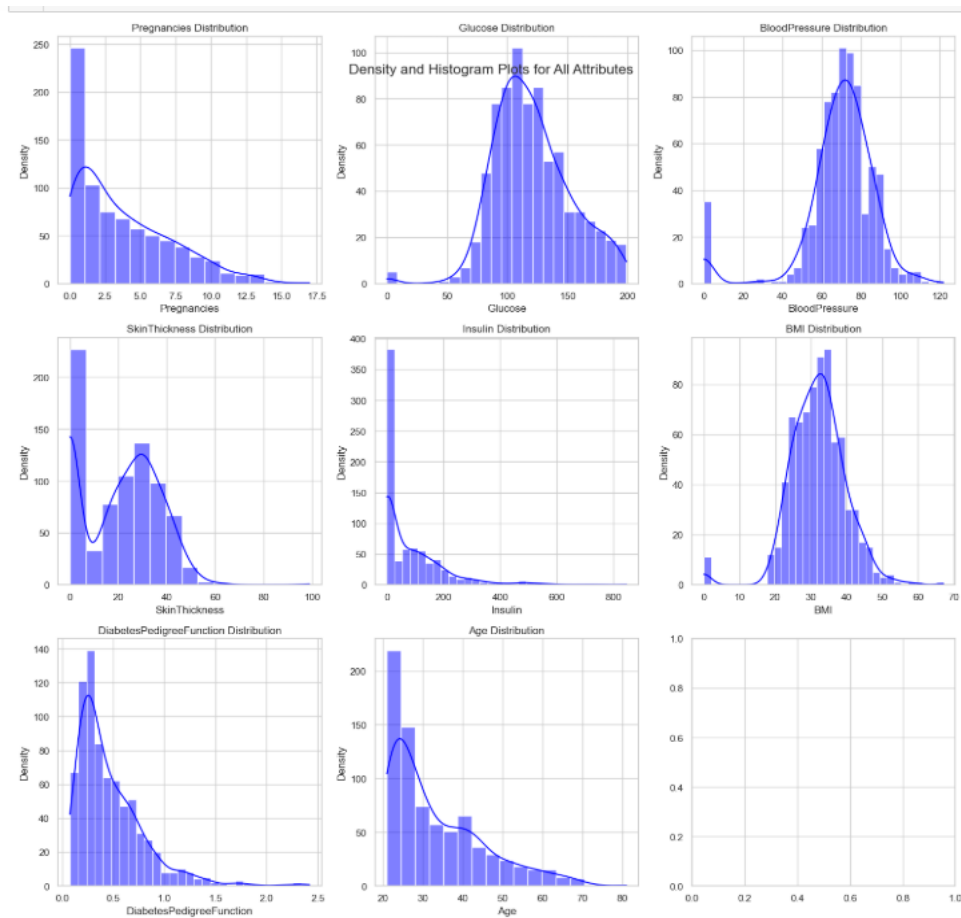 Pregnancies Distribution
Glucose Distribution
BloodPressure Distribution
Density and Histogram Plots for All Attributes
Density
250
200
150
100
50
0
0.0 2.5 5.0 7.5 10.0 12.5 15.0 17.5
Pregnancies
Density
100
80
60
40
20
0
0 50 100 150 200
Glucose
Density
100
80
60
40
20
0
0 20 40 60 80 100 120
BloodPressure
SkinThickness Distribution
Density
200
150
100
50
0
0 20 40 60 80 100
SkinThickness
Insulin Distribution
Density
400
350
300
250
200
150
100
50
0
0 200 400 600 800
Insulin
BMI Distribution
Density
80
60
40
20
0
0 10 20 30 40 50 60 70
BMI
DiabetesPedigreeFunction Distribution
Density
140
120
100
80
60
40
20
0
0.0 0.5 1.0 1.5 2.0 2.5
DiabetesPedigreeFunction
Age Distribution
Density
200
150
100
50
0
20 30 40 50 60 70 80
Age
1.0
0.8
0.6
0.4
0.2
0.0
0.0 0.2 0.4 0.6 0.8 1.0